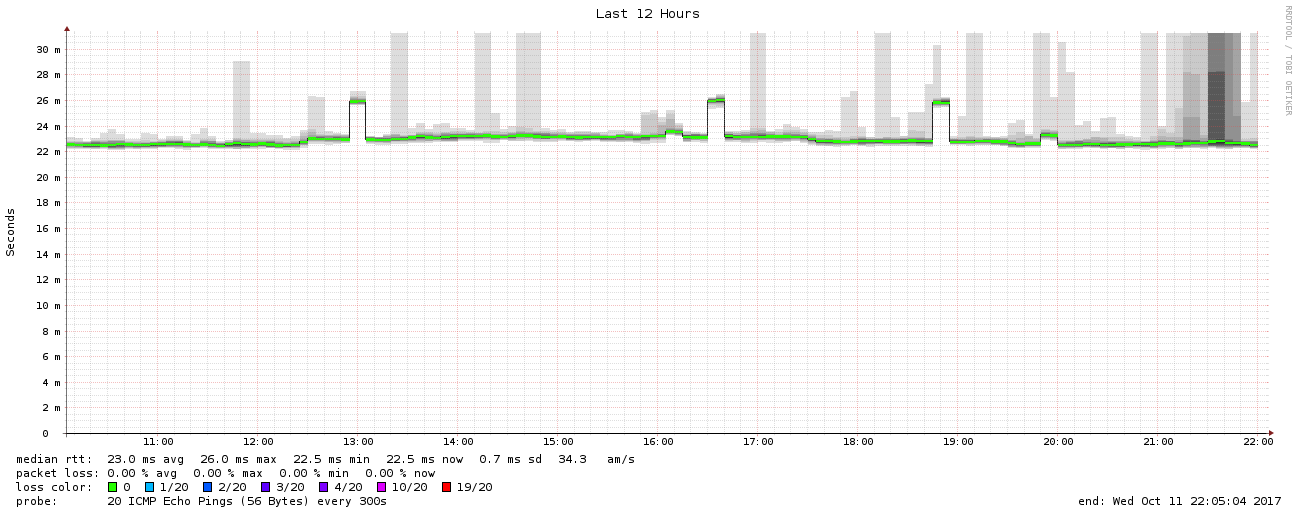 Last 12 Hours
RRDTOOL / TOBI OETIKER
Seconds
30 m
28 m
26 m
24 m
22 m
20 m
18 m
16 m
14 m
12 m
10 m
8 m
6 m
4 m
2 m
0
11:00 12:00 13:00 14:00 15:00 16:00 17:00 18:00 19:00 20:00 21:00 22:00
median rtt: 23.0 ms avg 26.0 ms max 22.5 ms min 22.5 ms now 0.7 ms sd 34.3 am/s
packet loss: 0.00 % avg 0.00 % max 0.00 % min 0.00 % now
loss color: 0 1/20 2/20 3/20 4/20 10/20 19/20
probe: 20 ICMP Echo Pings (56 Bytes) every 300s end: Wed Oct 11 22:05:04 2017